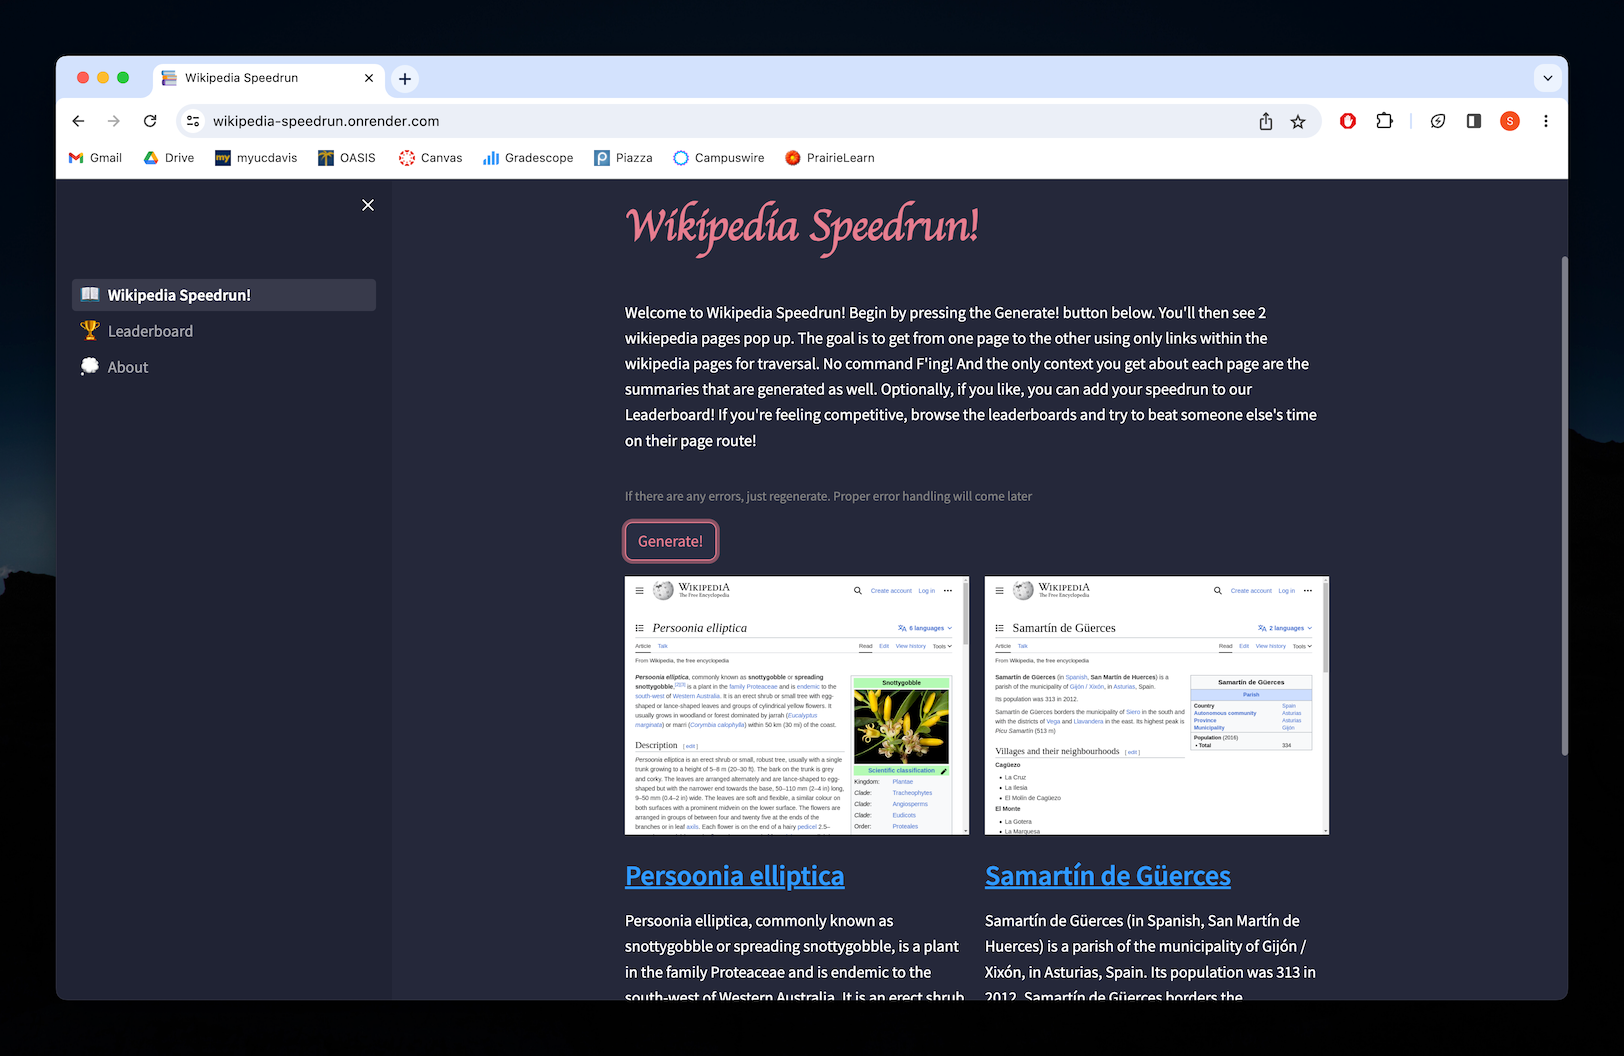 Wikipedia Speedrun
wikipedia-speedrun.onrender.com
S
Gmail
Drive
my
myucdavis
OASIS
Canvas
Gradescope
Piazza
Campuswire
PrairieLearn
Wikipedia Speedrun!
Leaderboard
About
Wikipedia Speedrun!
Welcome to Wikipedia Speedrun! Begin by pressing the Generate! button below. You'll then see 2
wikiepedia pages pop up. The goal is to get from one page to the other using only links within the
wikipedia pages for traversal. No command F'ing! And the only context you get about each page are the
summaries that are generated as well. Optionally, if you like, you can add your speedrun to our
Leaderboard! If you're feeling competitive, browse the leaderboards and try to beat someone else's time
on their page route!
If there are any errors, just regenerate. Proper error handling will come later
Generate!
WIKIPEDIA
The Free Encyclopedia
Create account Log in
Persoonia elliptica
6 languages
Article Talk
Read Edit View history Tools
From Wikipedia, the free encyclopedia
Persoonia elliptica, commonly known as snottygobble or spreading
snottygobble,[2][3] is a plant in the family Proteaceae and is endemic to the
south-west of Western Australia. It is an erect shrub or small tree with egg-
shaped or lance-shaped leaves and groups of cylindrical yellow flowers. It
usually grows in woodland or forest dominated by jarrah (Eucalyptus
marginata) or marri (Corymbia calophylla) within 50 km (30 mi) of the coast.
Description [ edit ]
Persoonia elliptica is an erect shrub or small, robust tree, usually with a single
trunk growing to a height of 5–8 m (20–30 ft). The bark on the trunk is grey
and corky. The leaves are arranged alternately and are lance-shaped to egg-
shaped but with the narrower end towards the base, 50–110 mm (2–4 in) long,
9–50 mm (0.4–2 in) wide. The leaves are soft and flexible, a similar colour on
both surfaces with a prominent midvein on the lower surface. The flowers are
arranged in groups of between four and twenty five at the ends of the
branches or in leaf axils. Each flower is on the end of a hairy pedicel 2.5–
Snottygobble
Scientific classification
Kingdom: Plantae
Clade: Tracheophytes
Clade: Angiosperms
Clade: Eudicots
Order: Proteales
WIKIPEDIA
The Free Encyclopedia
Create account Log in
Samartín de Güerces
2 languages
Article Talk
Read Edit View history Tools
From Wikipedia, the free encyclopedia
Samartín de Güerces (in Spanish, San Martín de Huerces) is a
parish of the municipality of Gijón / Xixón, in Asturias, Spain.
Its population was 313 in 2012.
Samartín de Güerces borders the municipality of Siero in the south and
with the districts of Vega and Llavandera in the east. Its highest peak is
Picu Samartín (513 m)
Villages and their neighbourhoods [ edit ]
Cagüezo
• La Cruz
• La Ilesia
• El Molín de Cagüezo
El Monte
• La Gotera
• La Marquesa
Samartín de Güerces
Parish
Country Spain
Autonomous community Asturias
Province Asturias
Municipality Gijón
Population (2016)
• Total 334
Persoonia elliptica
Persoonia elliptica, commonly known as
snottygobble or spreading snottygobble, is a plant
in the family Proteaceae and is endemic to the
south-west of Western Australia. It is an erect shrub
Samartín de Güerces
Samartín de Güerces (in Spanish, San Martín de
Huerces) is a parish of the municipality of Gijón /
Xixón, in Asturias, Spain. Its population was 313 in
2012. Samartín de Güerces borders the